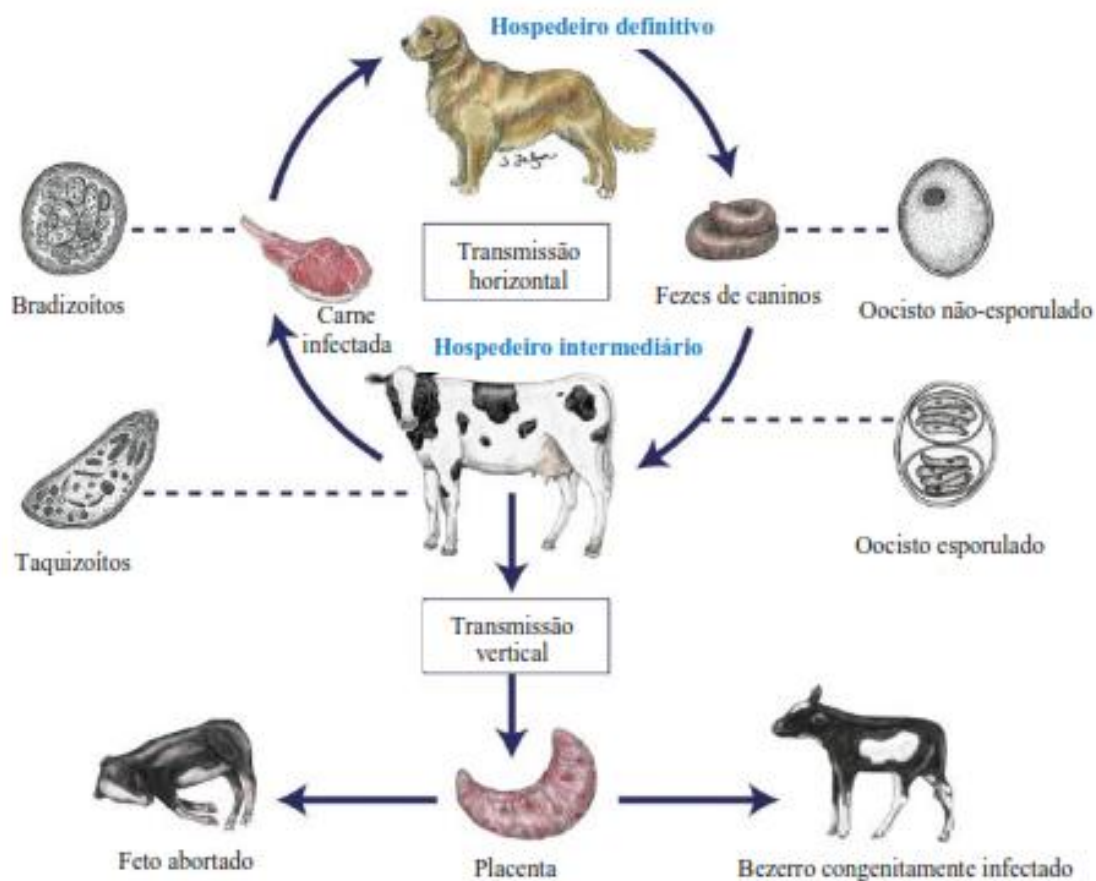 Hospedeiro definitivo
Transmissão
horizontal
Bradizoítos
Carne
infectada
Fezes de caninos
Oocisto não-esporulado
Hospedeiro intermediário
Taquizoítos
Oocisto esporulado
Transmissão
vertical
Feto abortado
Placenta
Bezerro congenitamente infectado